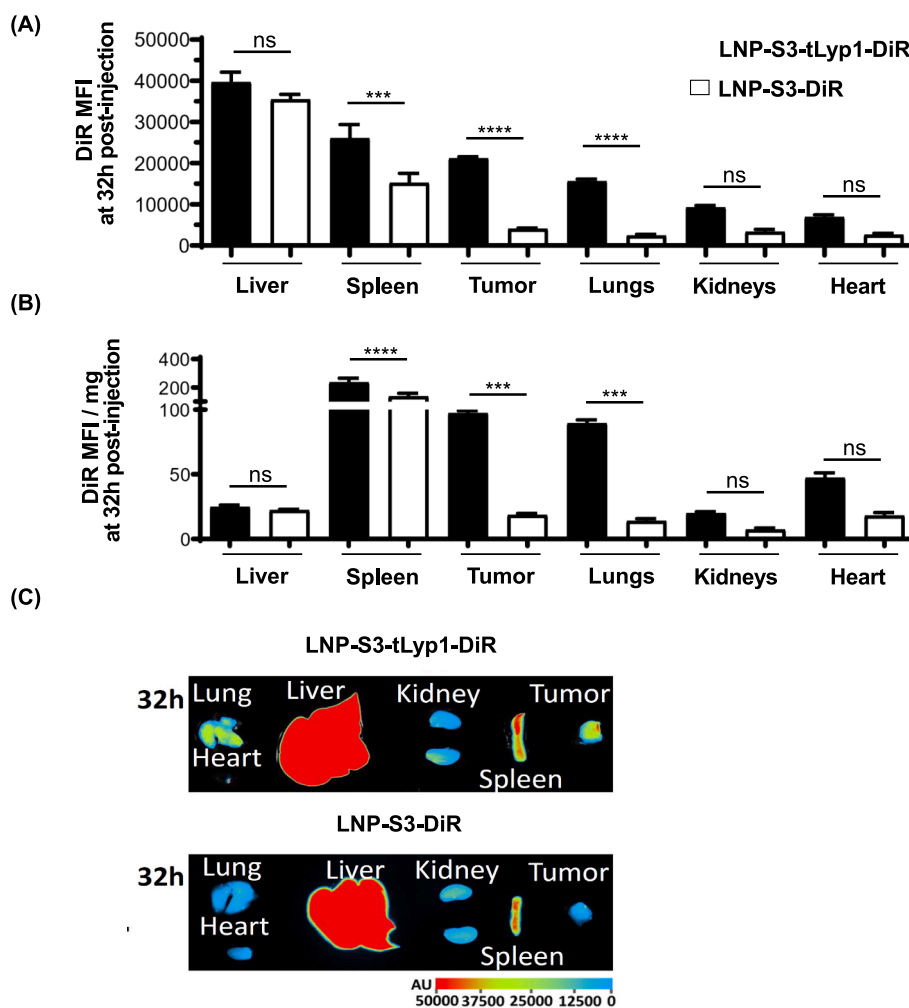 (A)
DiR MFI
at 32h post-injection
50000
40000
30000
20000
10000
0
ns
***
****
****
ns
ns
LNP-S3-tLyp1-DiR
LNP-S3-DiR
Liver Spleen Tumor Lungs Kidneys Heart
(B)
DiR MFI / mg
at 32h post-injection
400
200
100
50
0
ns
****
***
***
ns
ns
Liver Spleen Tumor Lungs Kidneys Heart
(C)
LNP-S3-tLyp1-DiR
32h
Lung Liver Kidney Tumor
Heart
Spleen
LNP-S3-DiR
32h
Lung Liver Kidney Tumor
Heart
Spleen
AU
50000 37500 25000 12500 0